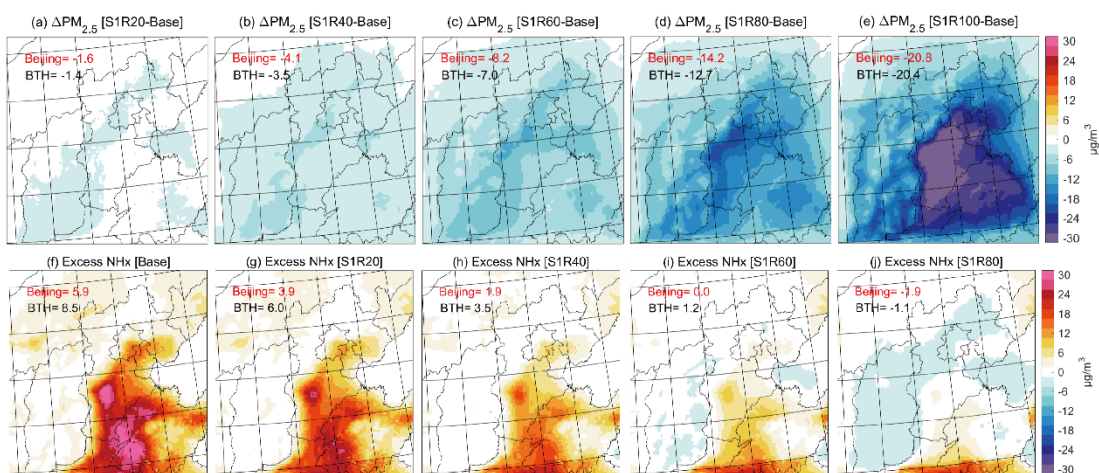 (a) ΔPM2.5 [S1R20-Base]
Beijing= -1.6
BTH= -1.4
(b) ΔPM2.5 [S1R40-Base]
Beijing= -4.1
BTH= -3.5
(c) ΔPM2.5 [S1R60-Base]
Beijing= -8.2
BTH= -7.0
(d) ΔPM2.5 [S1R80-Base]
Beijing= -14.2
BTH= -12.7
(e) ΔPM2.5 [S1R100-Base]
Beijing= -20.8
BTH= -20.4
30
24
18
12
6
0
-6
-12
-18
-24
-30
μg/m³
(f) Excess NHx [Base]
Beijing= 5.9
BTH= 8.5
(g) Excess NHx [S1R20]
Beijing= 3.9
BTH= 6.0
(h) Excess NHx [S1R40]
Beijing= 1.9
BTH= 3.5
(i) Excess NHx [S1R60]
Beijing= 0.0
BTH= 1.2
(j) Excess NHx [S1R80]
Beijing= -1.9
BTH= -1.1
30
24
18
12
6
0
-6
-12
-18
-24
-30
μg/m³